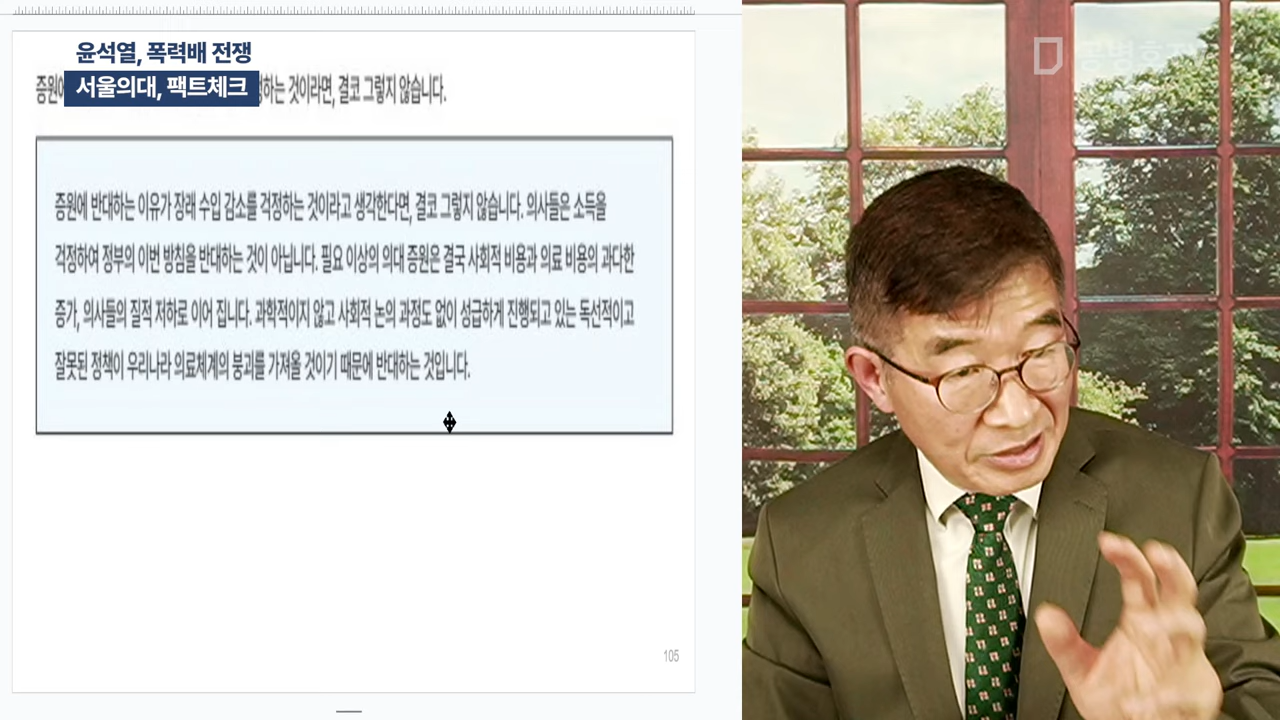 윤석열, 폭력배 전쟁
서울의대, 팩트체크
증원에
하는 것이라면, 결코 그렇지 않습니다.
증원에 반대하는 이유가 장래 수입 감소를 걱정하는 것이라고 생각한다면, 결코 그렇지 않습니다. 의사들은 소득을
걱정하여 정부의 이번 방침을 반대하는 것이 아닙니다. 필요 이상의 의대 증원은 결국 사회적 비용과 의료 비용의 과다한
증가, 의사들의 질적 저하로 이어 집니다. 과학적이지 않고 사회적 논의 과정도 없이 성급하게 진행되고 있는 독선적이고
잘못된 정책이 우리나라 의료체계의 붕괴를 가져올 것이기 때문에 반대하는 것입니다.
105
공병호TV